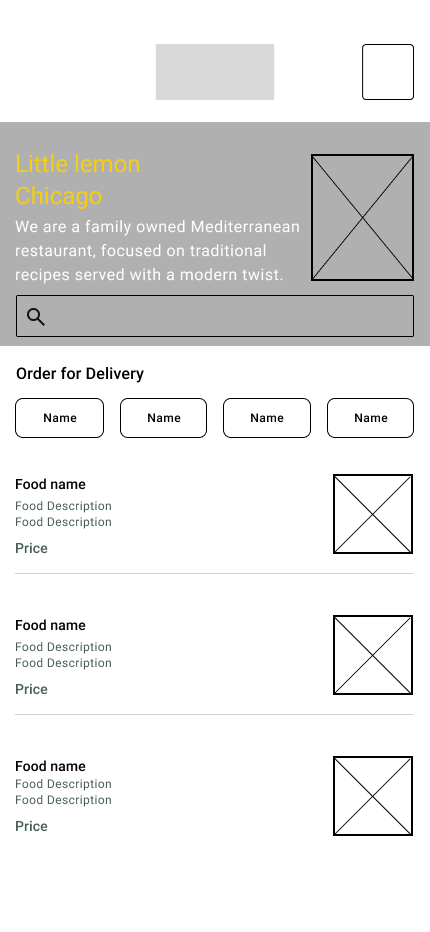 Little lemon
Chicago
We are a family owned Mediterranean
restaurant, focused on traditional
recipes served with a modern twist.
Order for Delivery
Name
Name
Name
Name
Food name
Food Description
Food Description
Price
Food name
Food Description
Food Description
Price
Food name
Food Description
Food Description
Price